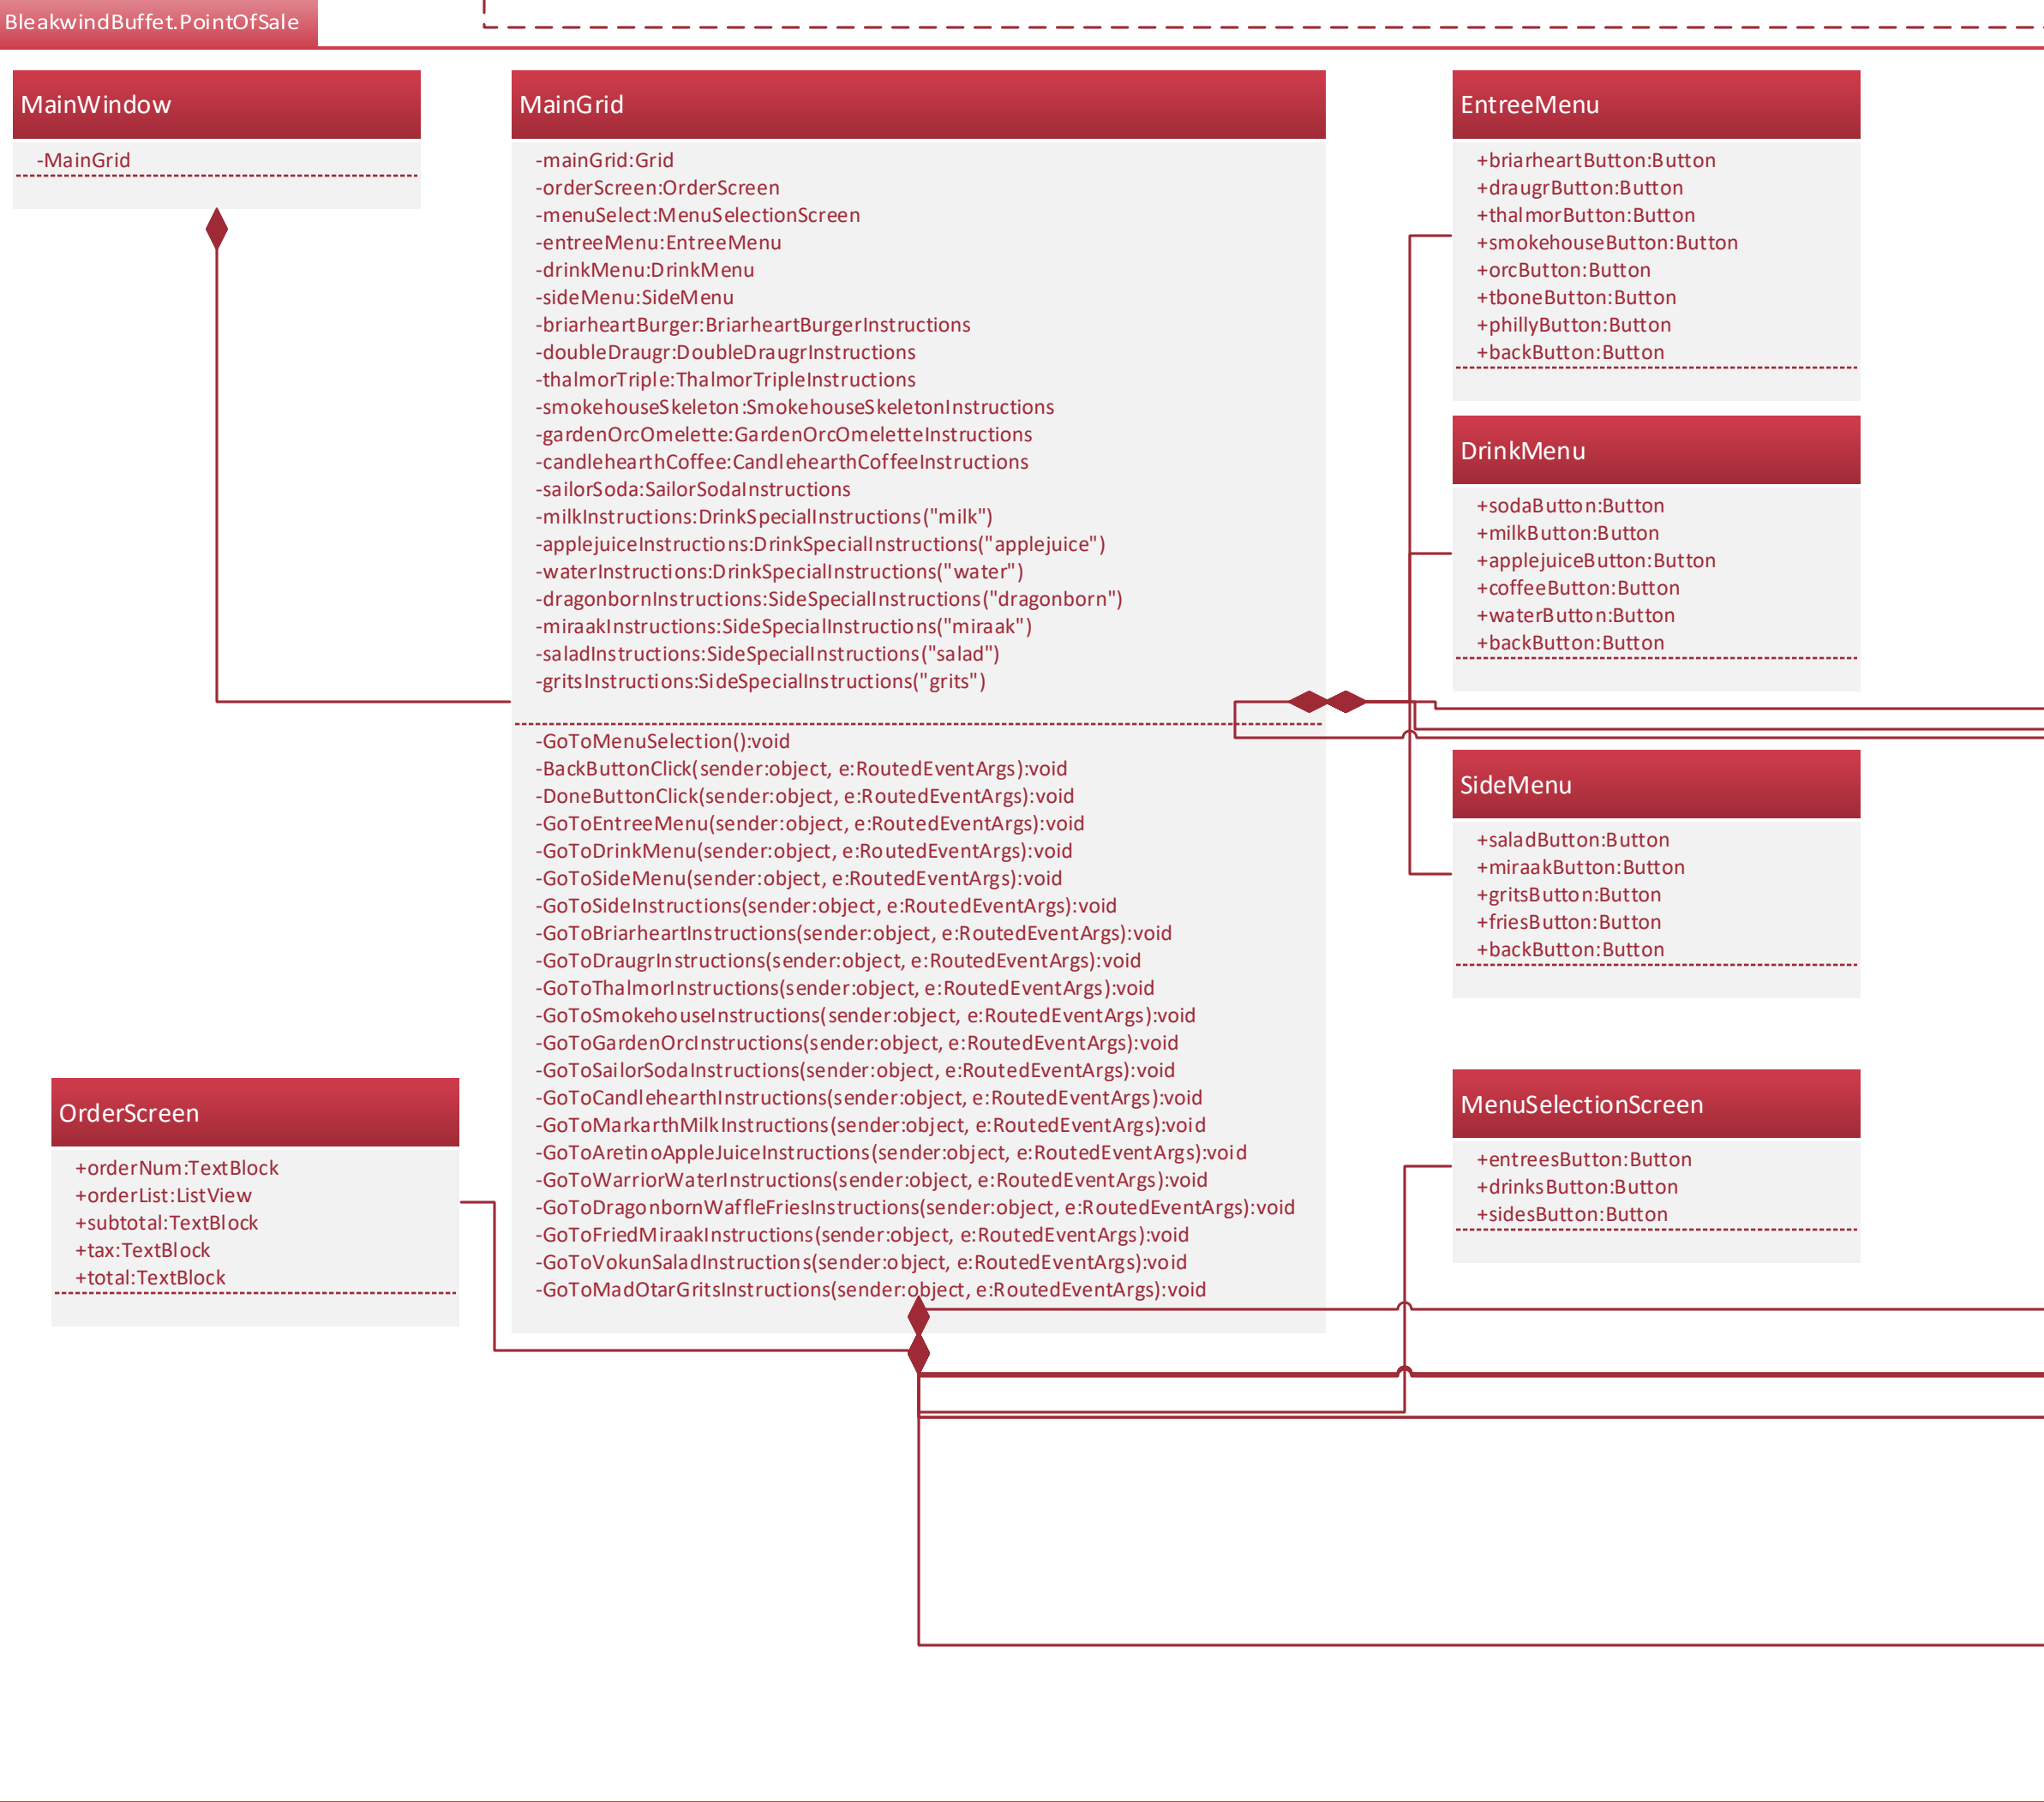 BleakwindBuffet.PointOfSale
MainWindow
-MainGrid
MainGrid
-mainGrid:Grid
-orderScreen:OrderScreen
-menuSelect:MenuSelectionScreen
-entreeMenu:EntreeMenu
-drinkMenu:DrinkMenu
-sideMenu:SideMenu
-briarheartBurger:BriarheartBurgerInstructions
-doubleDraugr:DoubleDraugrInstructions
-thalmorTriple:ThalmorTripleInstructions
-smokehouseSkeleton:SmokehouseSkeletonInstructions
-gardenOrcOmelette:GardenOrcOmeletteInstructions
-candlehearthCoffee:CandlehearthCoffeeInstructions
-sailorSoda:SailorSodaInstructions
-milkInstructions:DrinkSpecialInstructions("milk")
-applejuiceInstructions:DrinkSpecialInstructions("applejuice")
-waterInstructions:DrinkSpecialInstructions("water")
-dragonbornInstructions:SideSpecialInstructions("dragonborn")
-miraakInstructions:SideSpecialInstructions("miraak")
-saladInstructions:SideSpecialInstructions("salad")
-gritsInstructions:SideSpecialInstructions("grits")
-GoToMenuSelection():void
-BackButtonClick(sender:object, e:RoutedEventArgs):void
-DoneButtonClick(sender:object, e:RoutedEventArgs):void
-GoToEntreeMenu(sender:object, e:RoutedEventArgs):void
-GoToDrinkMenu(sender:object, e:RoutedEventArgs):void
-GoToSideMenu(sender:object, e:RoutedEventArgs):void
-GoToSideInstructions(sender:object, e:RoutedEventArgs):void
-GoToBriarheartInstructions(sender:object, e:RoutedEventArgs):void
-GoToDraugrInstructions(sender:object, e:RoutedEventArgs):void
-GoToThalmorInstructions(sender:object, e:RoutedEventArgs):void
-GoToSmokehouseInstructions(sender:object, e:RoutedEventArgs):void
-GoToGardenOrcInstructions(sender:object, e:RoutedEventArgs):void
-GoToSailorSodaInstructions(sender:object, e:RoutedEventArgs):void
-GoToCandlehearthInstructions(sender:object, e:RoutedEventArgs):void
-GoToMarkarthMilkInstructions(sender:object, e:RoutedEventArgs):void
-GoToAretinoAppleJuiceInstructions(sender:object, e:RoutedEventArgs):void
-GoToWarriorWaterInstructions(sender:object, e:RoutedEventArgs):void
-GoToDragonbornWaffleFriesInstructions(sender:object, e:RoutedEventArgs):void
-GoToFriedMiraakInstructions(sender:object, e:RoutedEventArgs):void
-GoToVokunSaladInstructions(sender:object, e:RoutedEventArgs):void
-GoToMadOtarGritsInstructions(sender:object, e:RoutedEventArgs):void
EntreeMenu
+briarheartButton:Button
+draugrButton:Button
+thalmorButton:Button
+smokehouseButton:Button
+orcButton:Button
+tboneButton:Button
+phillyButton:Button
+backButton:Button
DrinkMenu
+sodaButton:Button
+milkButton:Button
+applejuiceButton:Button
+coffeeButton:Button
+waterButton:Button
+backButton:Button
SideMenu
+saladButton:Button
+miraakButton:Button
+gritsButton:Button
+friesButton:Button
+backButton:Button
OrderScreen
+orderNum:TextBlock
+orderList:ListView
+subtotal:TextBlock
+tax:TextBlock
+total:TextBlock
MenuSelectionScreen
+entreesButton:Button
+drinksButton:Button
+sidesButton:Button